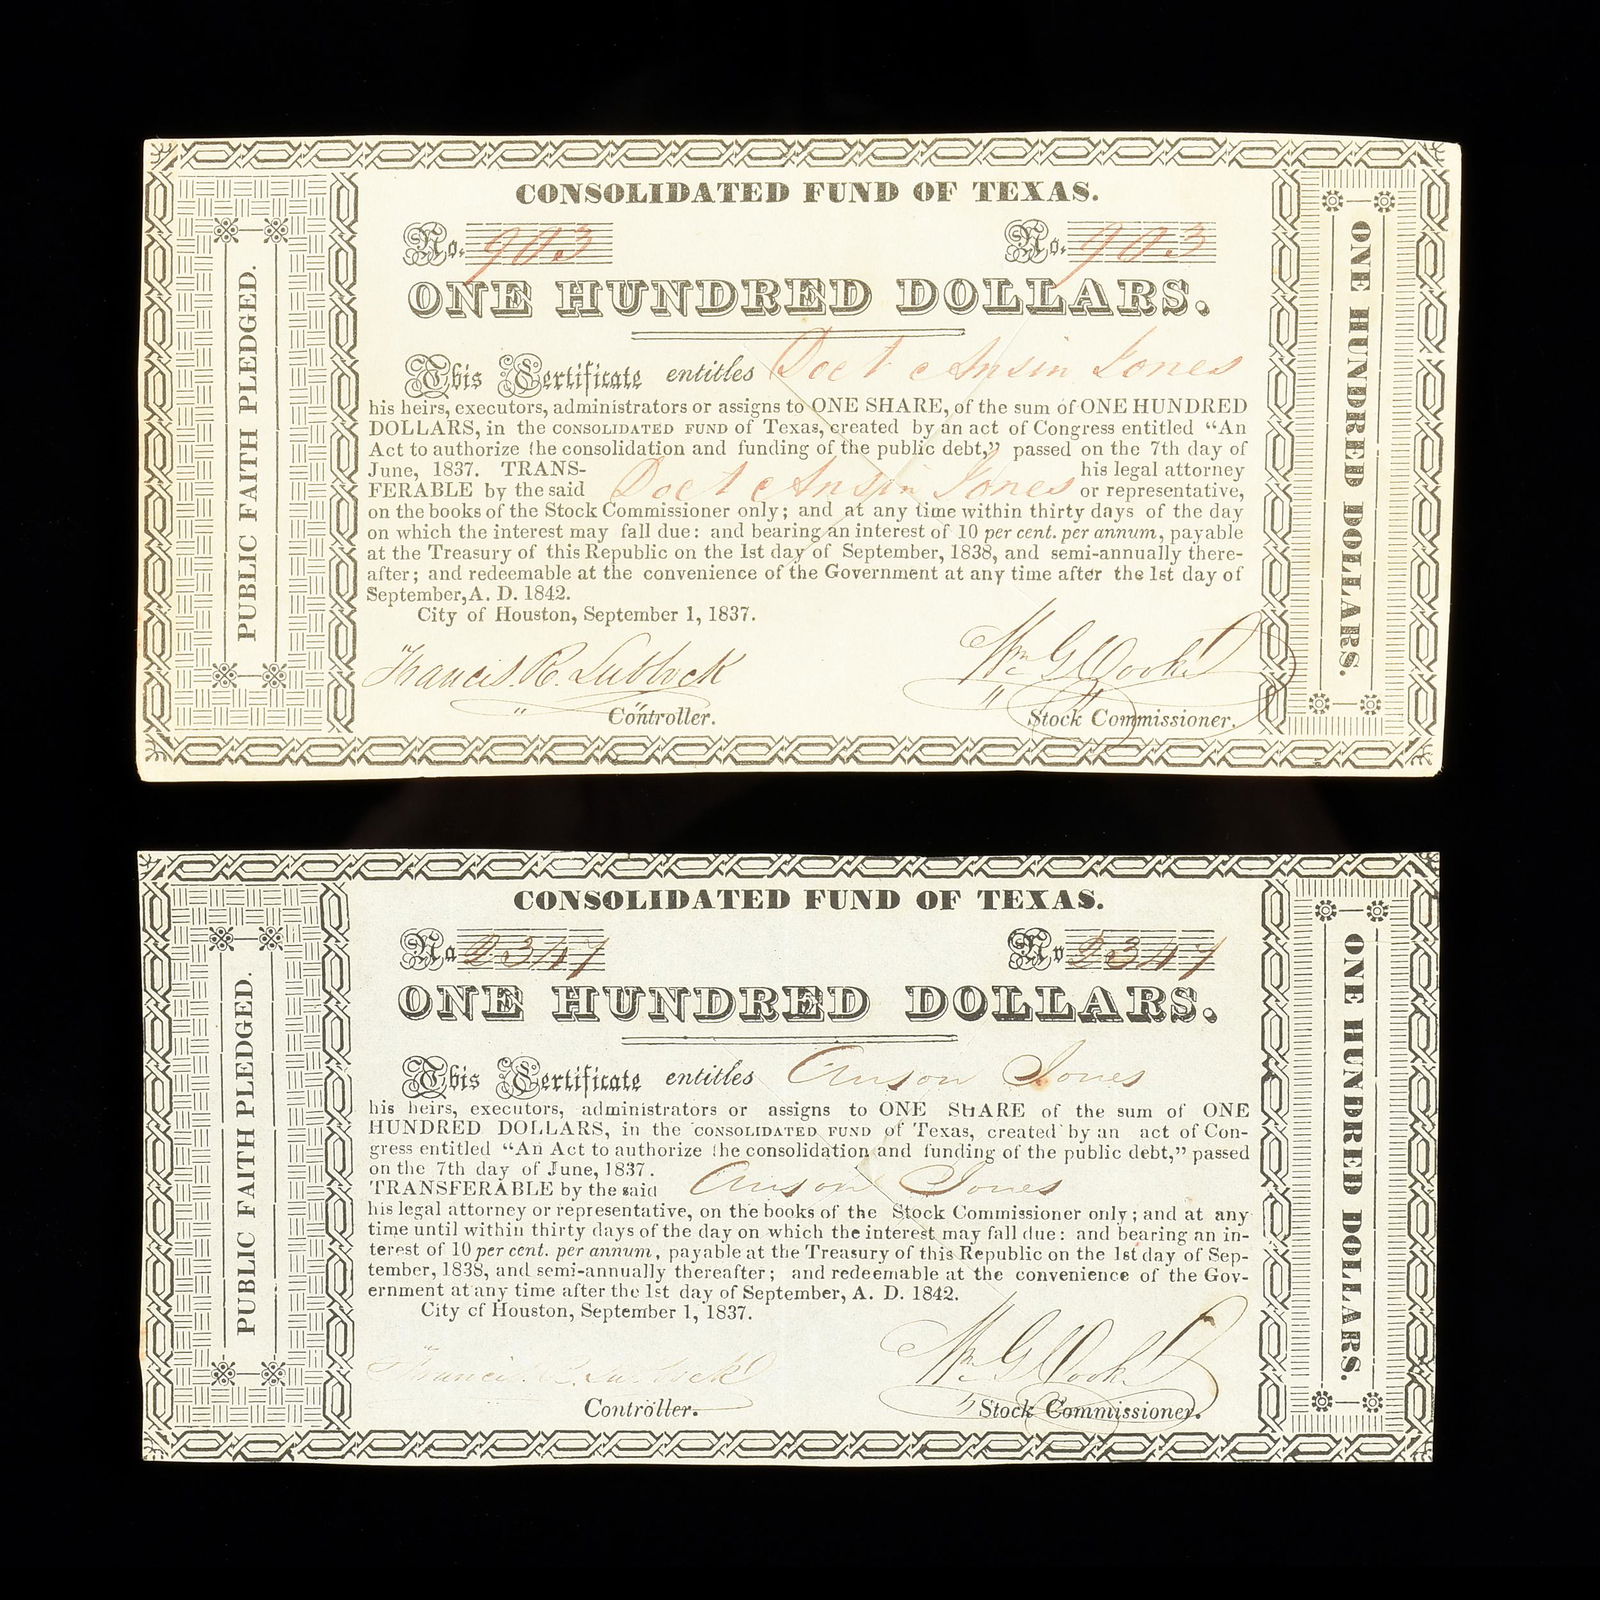 CONSOLIDATED FUND OF TEXAS.
No. 903 No. 903
ONE HUNDRED DOLLARS.
This Certificate entitles Doct Ansin Jones
his heirs, executors, administrators or assigns to ONE SHARE, of the sum of ONE HUNDRED
DOLLARS, in the CONSOLIDATED FUND of Texas, created by an act of Congress entitled “An
Act to authorize the consolidation and funding of the public debt,” passed on the 7th day of
June, 1837. TRANS-
FERABLE by the said Doct Ansin Jones his legal attorney
or representative,
on the books of the Stock Commissioner only; and at any time within thirty days of the day
on which the interest may fall due: and bearing an interest of 10 per cent. per annum, payable
at the Treasury of this Republic on the 1st day of September, 1838, and semi-annually there-
after; and redeemable at the convenience of the Government at any time after the 1st day of
September, A. D. 1842.
City of Houston, September 1, 1837.
Francis R. Lubbock
Wm G Cooke
Controller.
Stock Commissioner.
PUBLIC FAITH PLEDGED.
ONE HUNDRED DOLLARS.
CONSOLIDATED FUND OF TEXAS.
No 2347 No 2347
ONE HUNDRED DOLLARS.
This Certificate entitles Anson Jones
his heirs, executors, administrators or assigns to ONE SHARE of the sum of ONE
HUNDRED DOLLARS, in the CONSOLIDATED FUND of Texas, created by an act of Con-
gress entitled “An Act to authorize the consolidation and funding of the public debt,” passed
on the 7th day of June, 1837.
TRANSFERABLE by the said Anson Jones
his legal attorney or representative, on the books of the Stock Commissioner only; and at any
time until within thirty days of the day on which the interest may fall due: and bearing an in-
terest of 10 per cent. per annum, payable at the Treasury of this Republic on the 1st day of Sep-
tember, 1838, and semi-annually thereafter; and redeemable at the convenience of the Gov-
ernment at any time after the 1st day of September, A. D. 1842.
City of Houston, September 1, 1837.
Francis R. Lubbock
Wm G Cooke
Controller.
Stock Commissioner.
PUBLIC FAITH PLEDGED.
ONE HUNDRED DOLLARS.